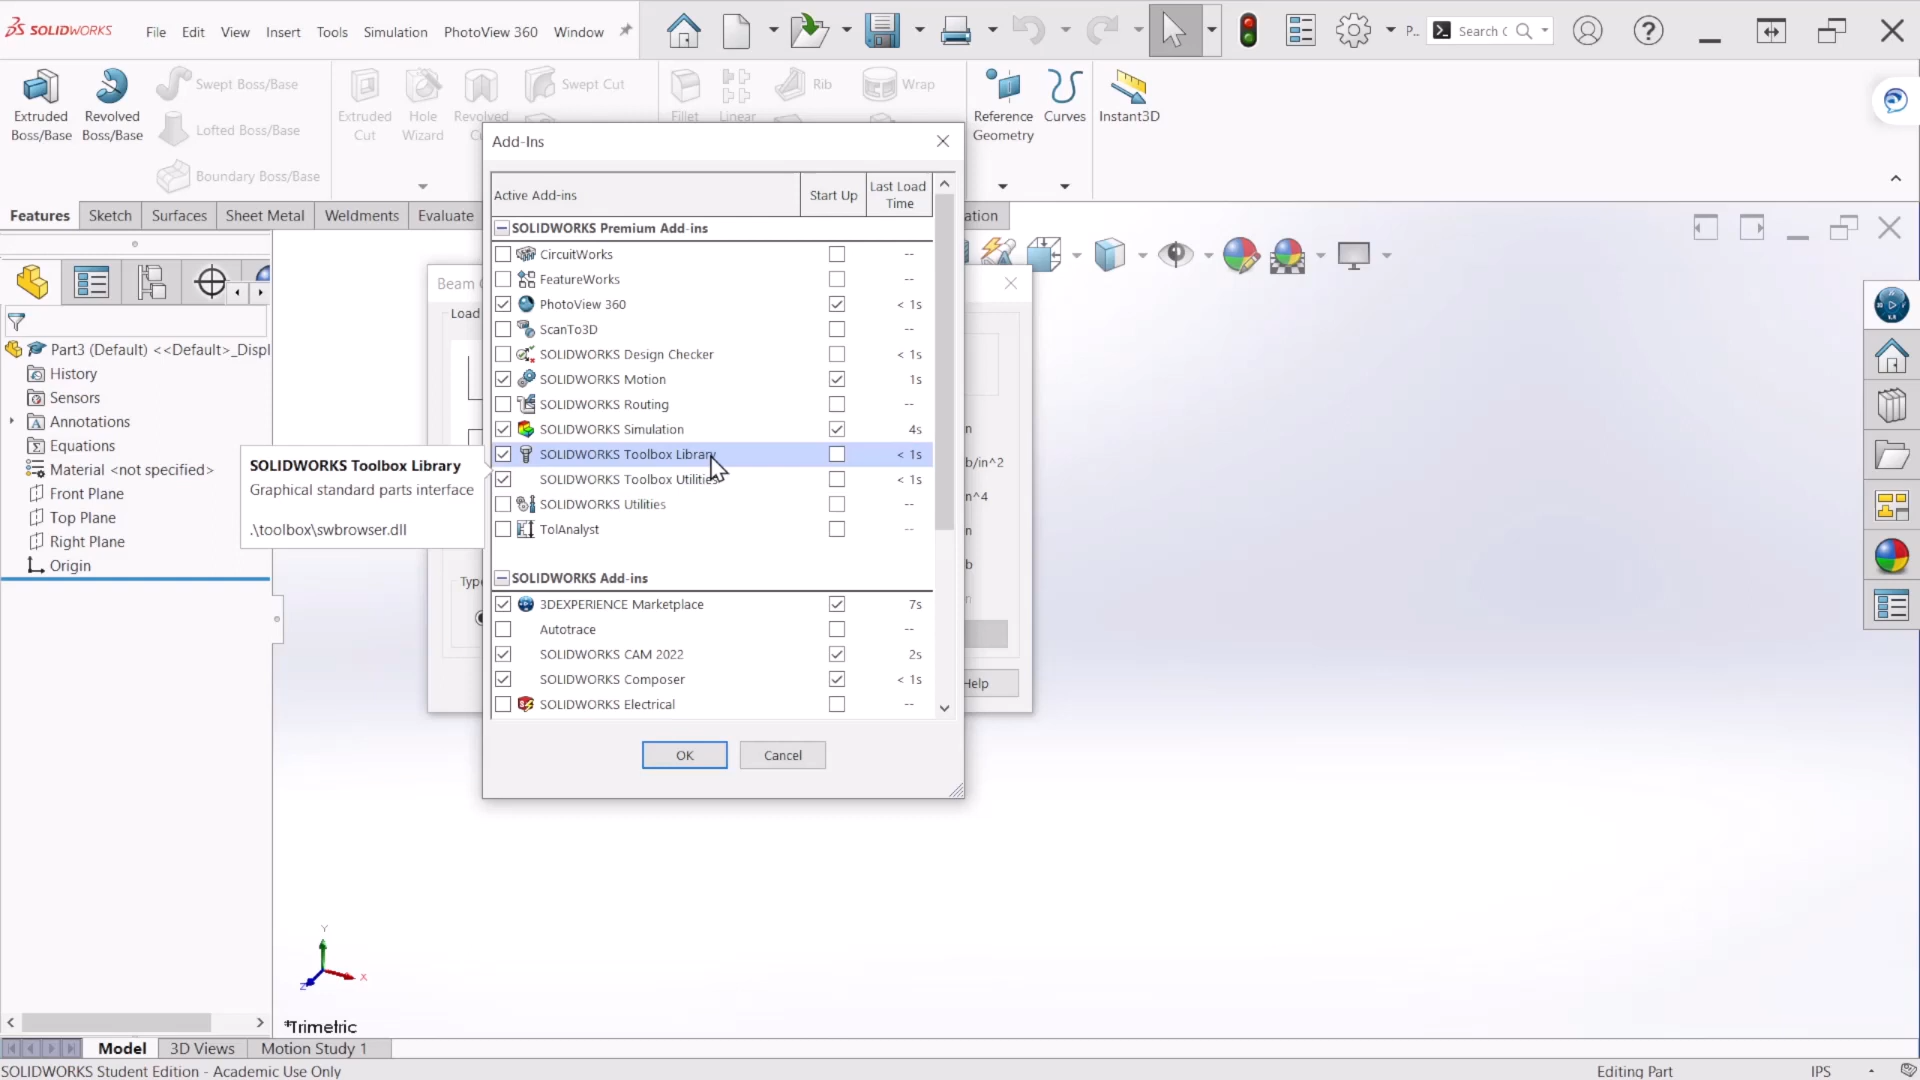 SOLIDWORKS
File Edit View Insert Tools Simulation PhotoView 360 Window
P...
Search C
Extruded Boss/Base
Revolved Boss/Base
Swept Boss/Base
Lofted Boss/Base
Boundary Boss/Base
Extruded Cut
Hole Wizard
Revolved
Swept Cut
Fillet
Linear
Rib
Wrap
Reference Geometry
Curves
Instant3D
Features Sketch Surfaces Sheet Metal Weldments Evaluate
ation
Part3 (Default) <<Default>_Displ
History
Sensors
Annotations
Equations
Material <not specified>
Front Plane
Top Plane
Right Plane
Origin
SOLIDWORKS Toolbox Library
Graphical standard parts interface
.\toolbox\swbrowser.dll
Beam
Load
Type
n
b/in^2
n^4
n
b
n
Help
Add-Ins
Active Add-ins Start Up Last Load Time
SOLIDWORKS Premium Add-ins
CircuitWorks --
FeatureWorks --
PhotoView 360 < 1s
ScanTo3D --
SOLIDWORKS Design Checker < 1s
SOLIDWORKS Motion 1s
SOLIDWORKS Routing --
SOLIDWORKS Simulation 4s
SOLIDWORKS Toolbox Library < 1s
SOLIDWORKS Toolbox Utilities < 1s
SOLIDWORKS Utilities --
TolAnalyst --
SOLIDWORKS Add-ins
3DEXPERIENCE Marketplace 7s
Autotrace --
SOLIDWORKS CAM 2022 2s
SOLIDWORKS Composer < 1s
SOLIDWORKS Electrical --
OK Cancel
Y
X
Z
*Trimetric
Model 3D Views Motion Study 1
SOLIDWORKS Student Edition - Academic Use Only
Editing Part
IPS